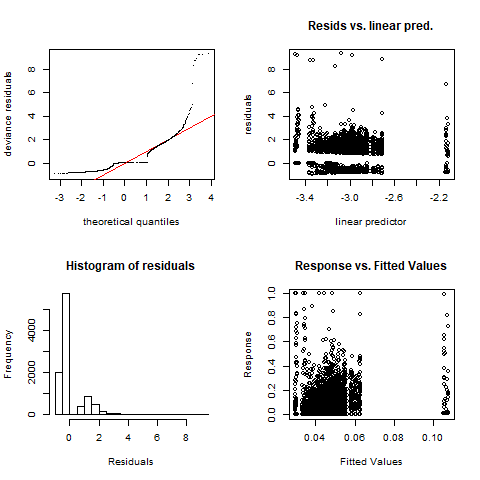 deviance residuals
0 2 4 6 8
-3 -2 -1 0 1 2 3 4
theoretical quantiles
Resids vs. linear pred.
residuals
0 2 4 6 8
-3.4 -3.0 -2.6 -2.2
linear predictor
Histogram of residuals
Frequency
0 2000 4000
0 2 4 6 8
Residuals
Response vs. Fitted Values
Response
0.0 0.2 0.4 0.6 0.8 1.0
0.04 0.06 0.08 0.10
Fitted Values